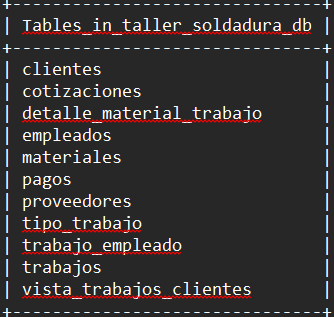 +-------------------------------+
| Tables_in_taller_soldadura_db |
+-------------------------------+
| clientes                      |
| cotizaciones                  |
| detalle_material_trabajo      |
| empleados                     |
| materiales                    |
| pagos                         |
| proveedores                   |
| tipo_trabajo                  |
| trabajo_empleado              |
| trabajos                      |
| vista_trabajos_clientes       |
+-------------------------------+